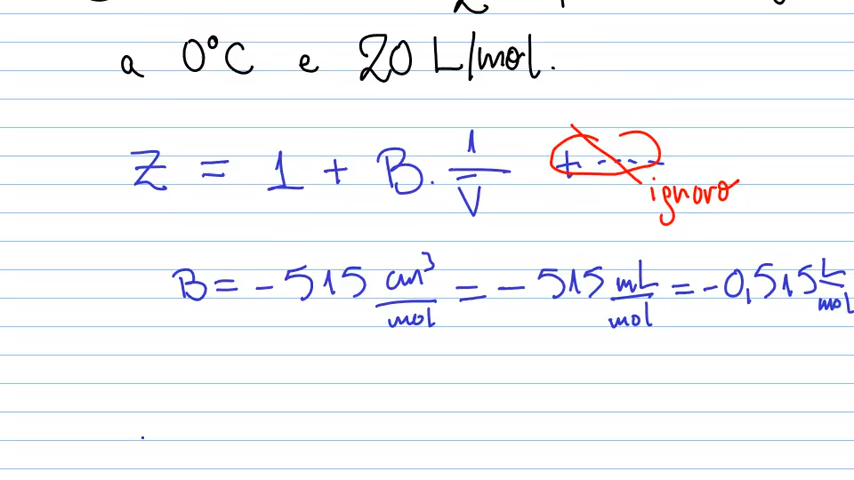 a 0°C e 20 L/mol.
Z = 1 + B. 1/V̄ + ----
ignoro
B = - 515 cm³/mol = - 515 mL/mol = -0,515 L/mol